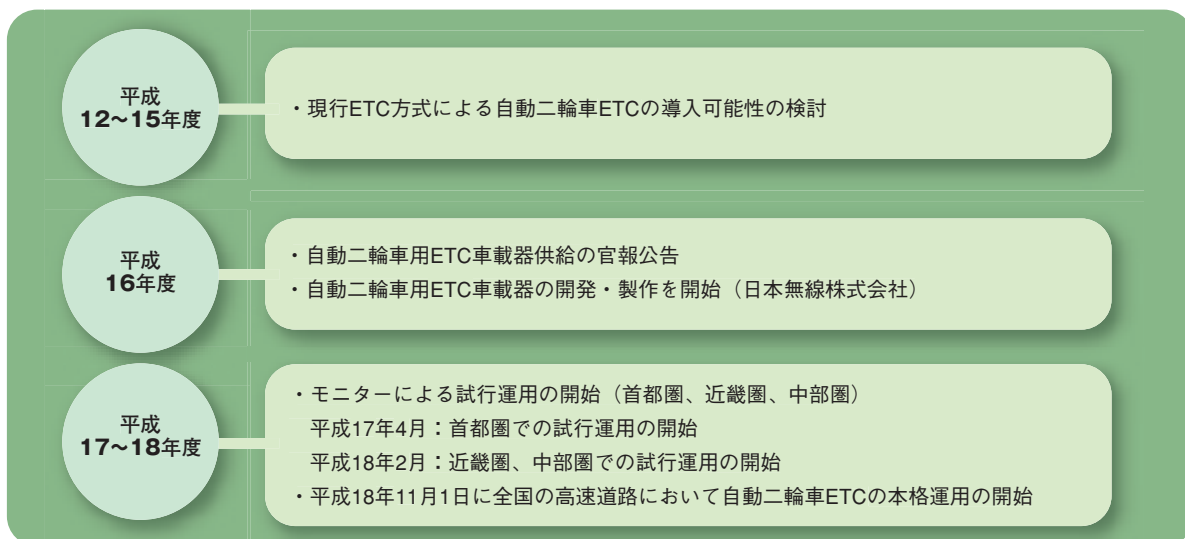 平成
12〜15年度
・現行ETC方式による自動二輪車ETCの導入可能性の検討
平成
16年度
・自動二輪車用ETC車載器供給の官報公告
・自動二輪車用ETC車載器の開発・製作を開始（日本無線株式会社）
平成
17〜18年度
・モニターによる試行運用の開始（首都圏、近畿圏、中部圏）
平成17年4月：首都圏での試行運用の開始
平成18年2月：近畿圏、中部圏での試行運用の開始
・平成18年11月1日に全国の高速道路において自動二輪車ETCの本格運用の開始